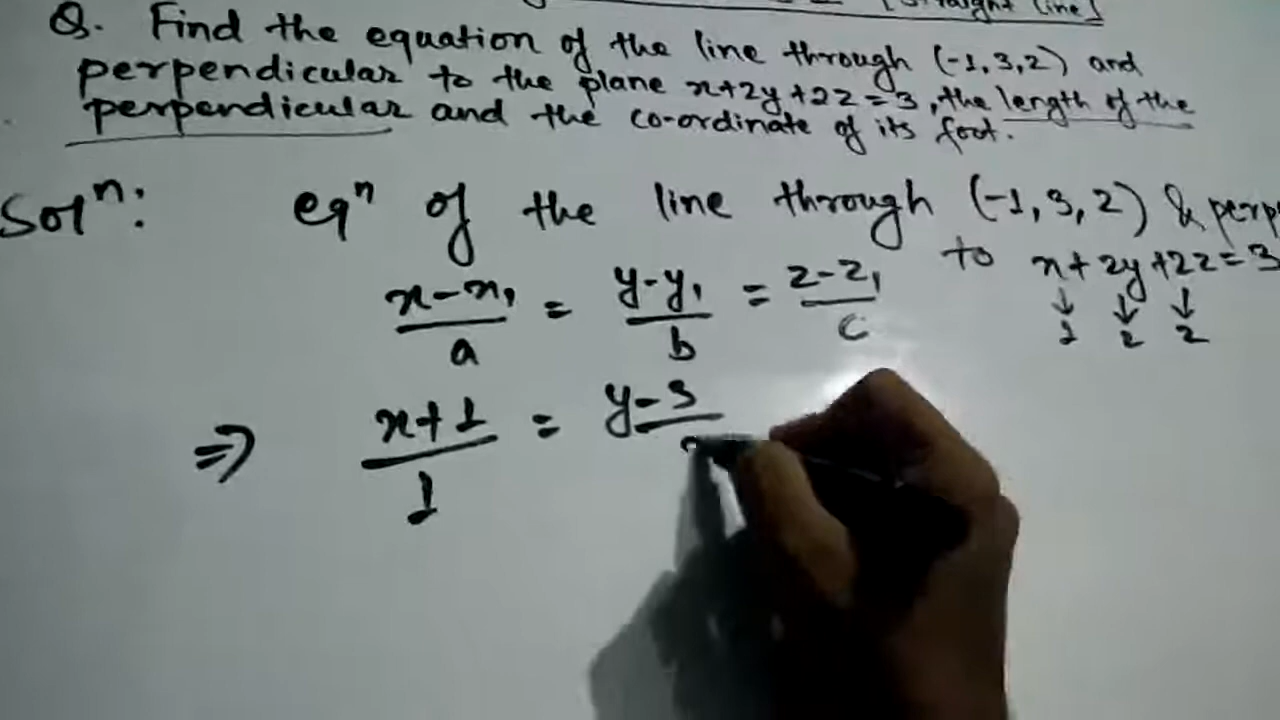 [Straight Line]
Q. Find the equation of the line through (-1,3,2) and
perpendicular to the plane x+2y+2z=3, the length of the
perpendicular and the co-ordinate of its foot.
Solⁿ: eqⁿ of the line through (-1,3,2) & perp
to x+2y+2z=3
↓ ↓ ↓
1 2 2
x-x₁/a = y-y₁/b = z-z₁/c
⇒ x+1/1 = y-3/